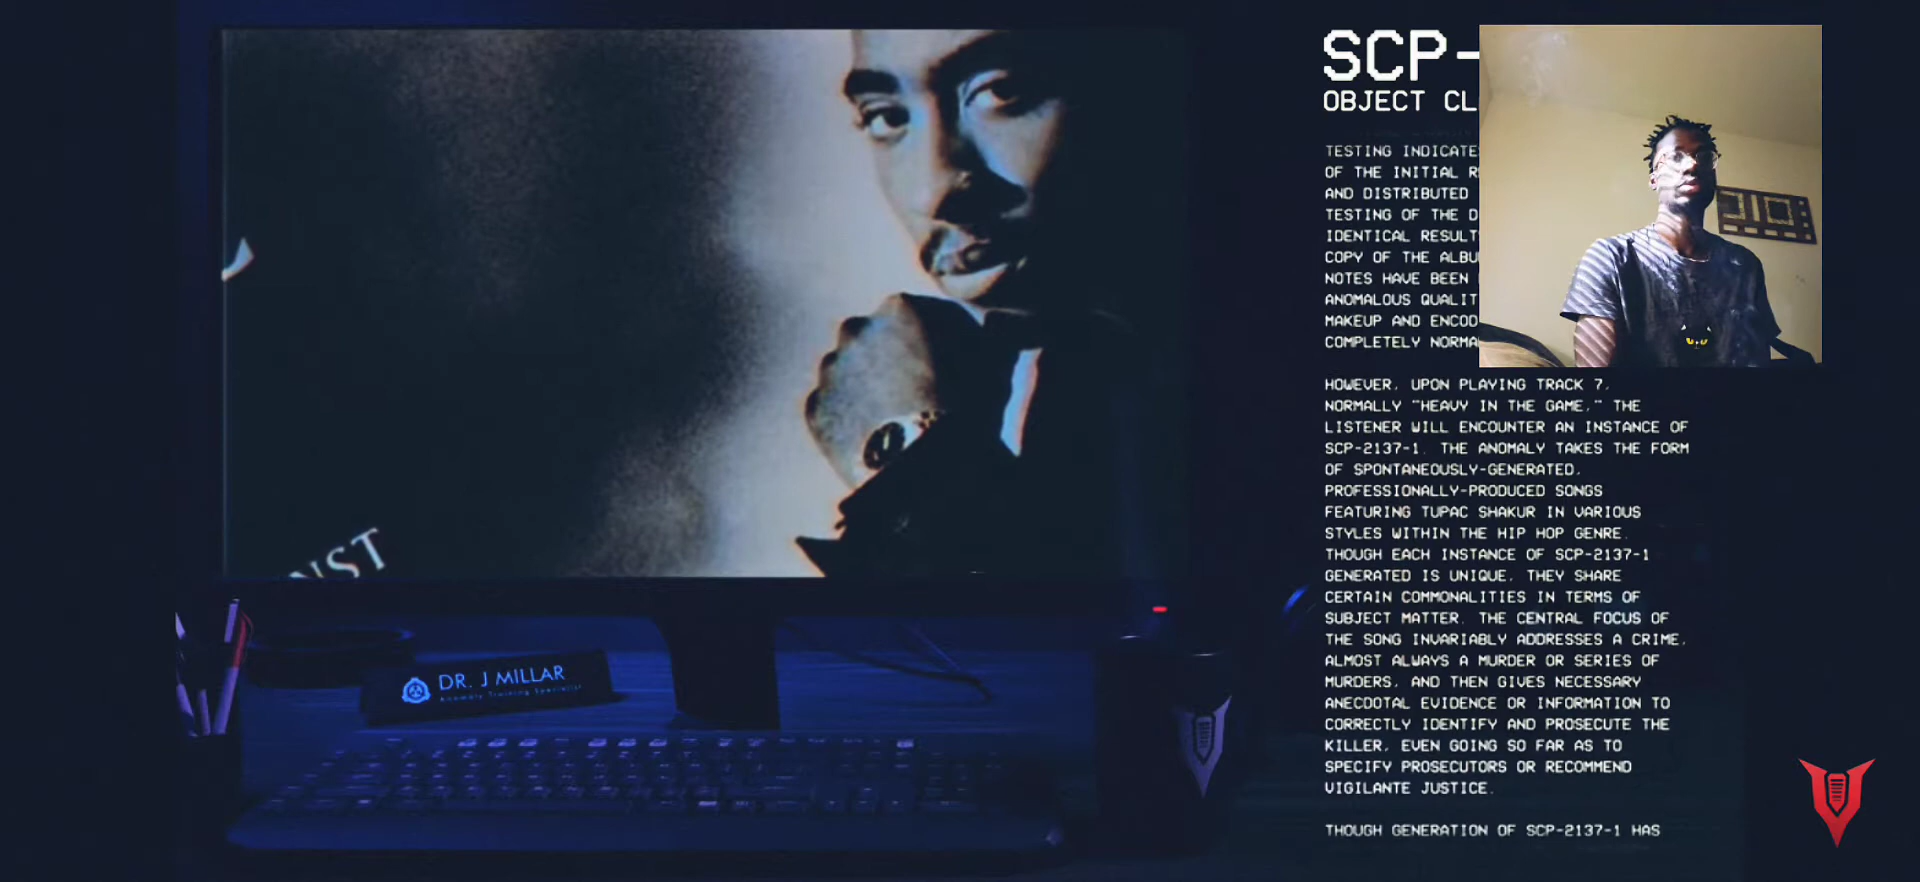 SCP-
OBJECT CL
TESTING INDICATE
OF THE INITIAL R
AND DISTRIBUTED
TESTING OF THE D
IDENTICAL RESULT
COPY OF THE ALBU
NOTES HAVE BEEN
ANOMALOUS QUALIT
MAKEUP AND ENCOD
COMPLETELY NORMA
HOWEVER, UPON PLAYING TRACK 7,
NORMALLY "HEAVY IN THE GAME," THE
LISTENER WILL ENCOUNTER AN INSTANCE OF
SCP-2137-1. THE ANOMALY TAKES THE FORM
OF SPONTANEOUSLY-GENERATED,
PROFESSIONALLY-PRODUCED SONGS
FEATURING TUPAC SHAKUR IN VARIOUS
STYLES WITHIN THE HIP HOP GENRE.
THOUGH EACH INSTANCE OF SCP-2137-1
GENERATED IS UNIQUE, THEY SHARE
CERTAIN COMMONALITIES IN TERMS OF
SUBJECT MATTER. THE CENTRAL FOCUS OF
THE SONG INVARIABLY ADDRESSES A CRIME,
ALMOST ALWAYS A MURDER OR SERIES OF
MURDERS, AND THEN GIVES NECESSARY
ANECDOTAL EVIDENCE OR INFORMATION TO
CORRECTLY IDENTIFY AND PROSECUTE THE
KILLER, EVEN GOING SO FAR AS TO
SPECIFY PROSECUTORS OR RECOMMEND
VIGILANTE JUSTICE.
THOUGH GENERATION OF SCP-2137-1 HAS
NST
DR. J MILLAR
Anomaly Training Specialist